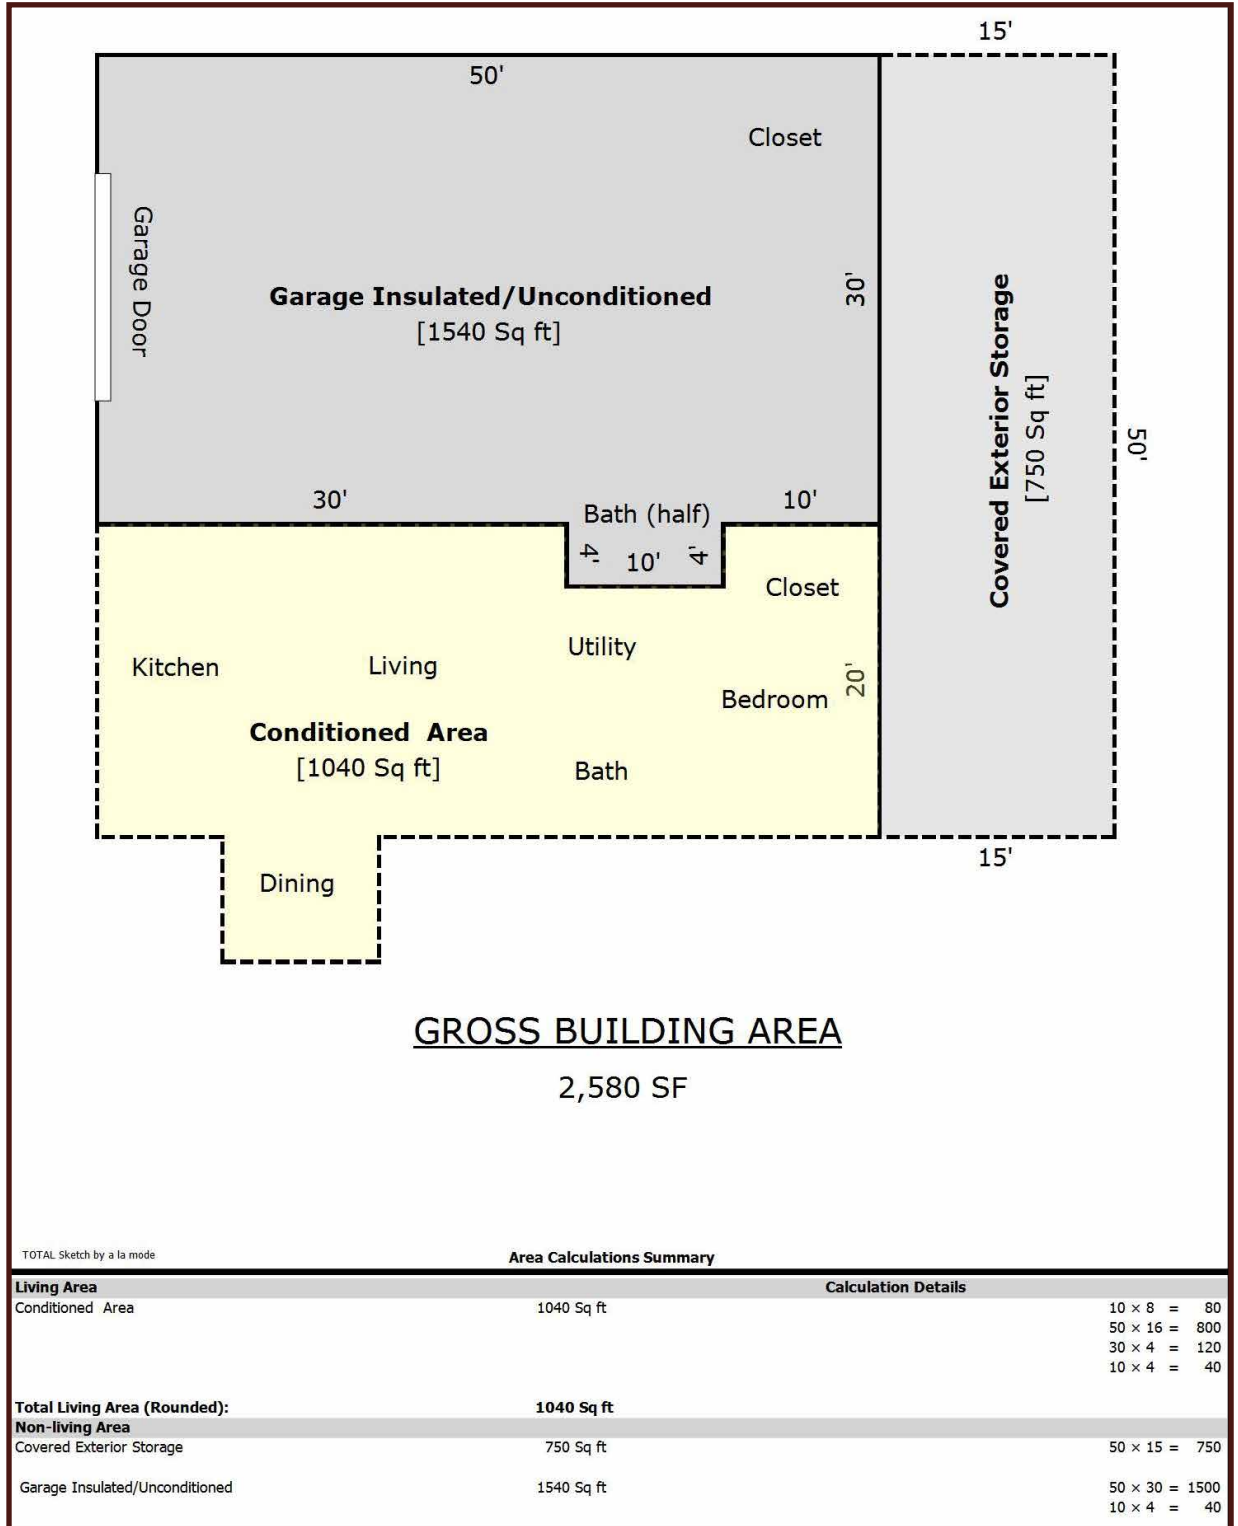 15'
50'
Closet
Garage Door
Garage Insulated/Unconditioned
[1540 Sq ft]
30'
Covered Exterior Storage
[750 Sq ft]
50'
30'
Bath (half)
10'
4'
10'
4'
Closet
Utility
Kitchen
Living
20'
Bedroom
Conditioned Area
[1040 Sq ft]
Bath
15'
Dining
GROSS BUILDING AREA
2,580 SF
TOTAL Sketch by a la mode
Area Calculations Summary
Living Area Calculation Details
Conditioned Area 1040 Sq ft 10 × 8 = 80
50 × 16 = 800
30 × 4 = 120
10 × 4 = 40
Total Living Area (Rounded): 1040 Sq ft
Non-living Area
Covered Exterior Storage 750 Sq ft 50 × 15 = 750
Garage Insulated/Unconditioned 1540 Sq ft 50 × 30 = 1500
10 × 4 = 40